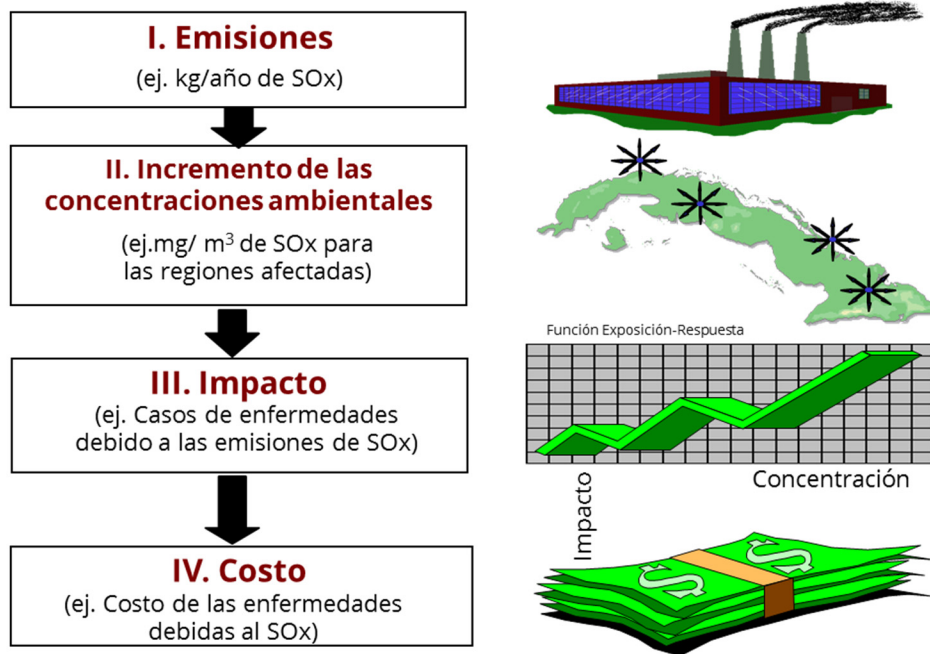 I. Emisiones
(ej. kg/año de SOx)
II. Incremento de las
concentraciones ambientales
(ej.mg/ m³ de SOx para
las regiones afectadas)
Función Exposición-Respuesta
III. Impacto
(ej. Casos de enfermedades
debido a las emisiones de SOx)
Concentración
Impacto
IV. Costo
(ej. Costo de las enfermedades
debidas al SOx)
$
$